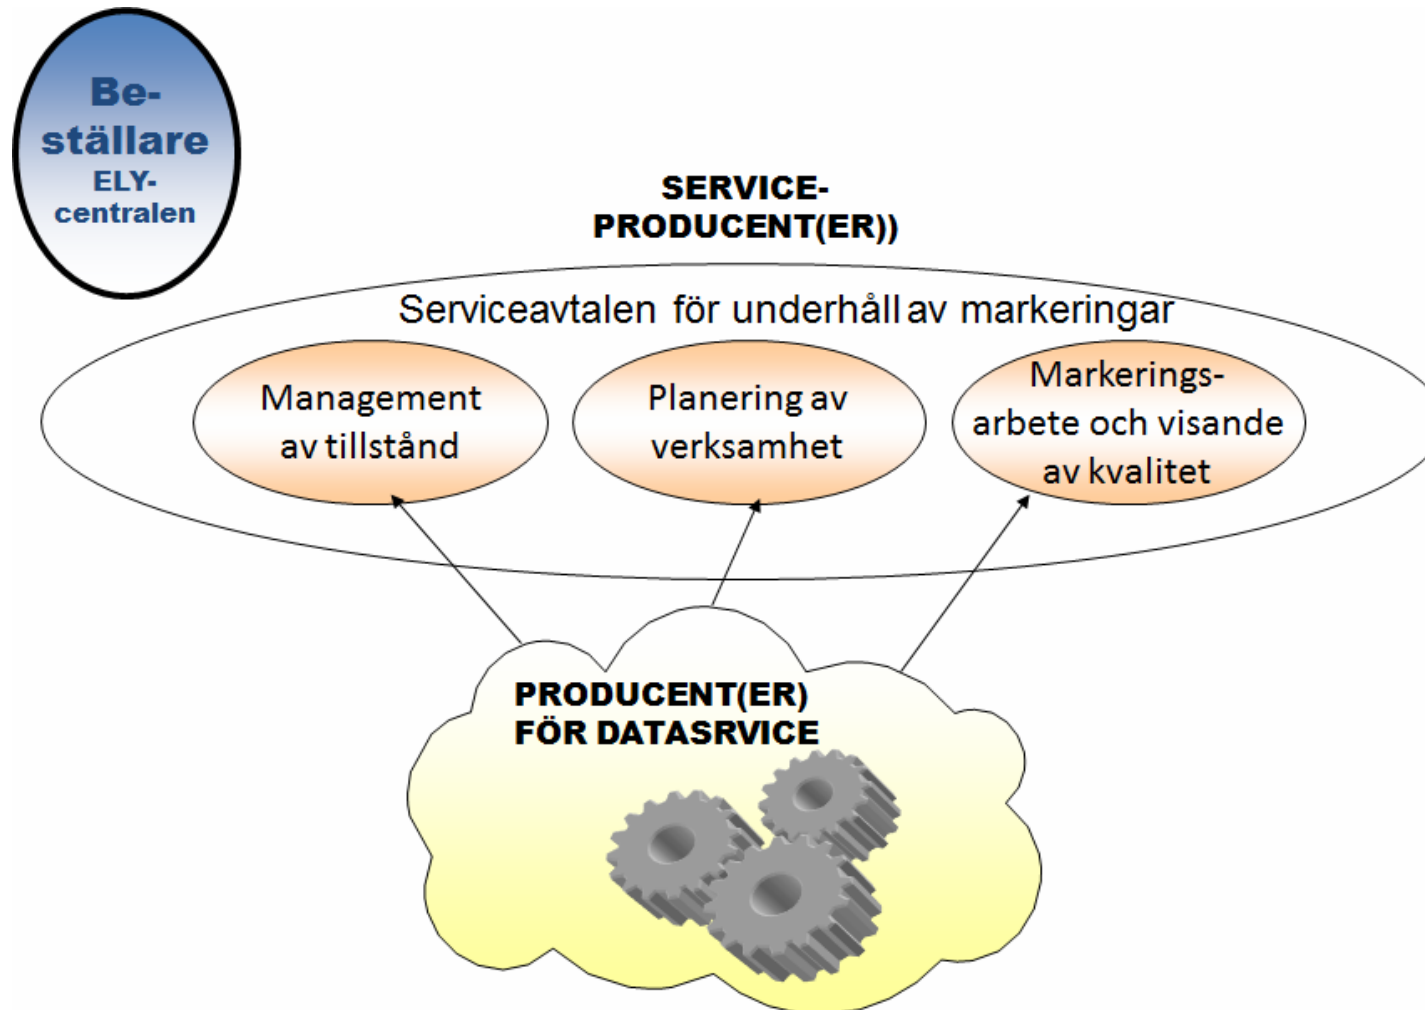 Be-
ställare
ELY-
centralen
SERVICE-
PRODUCENT(ER))
Serviceavtalen för underhåll av markeringar
Management
av tillstånd
Planering av
verksamhet
Markerings-
arbete och visande
av kvalitet
PRODUCENT(ER)
FÖR DATASRVICE